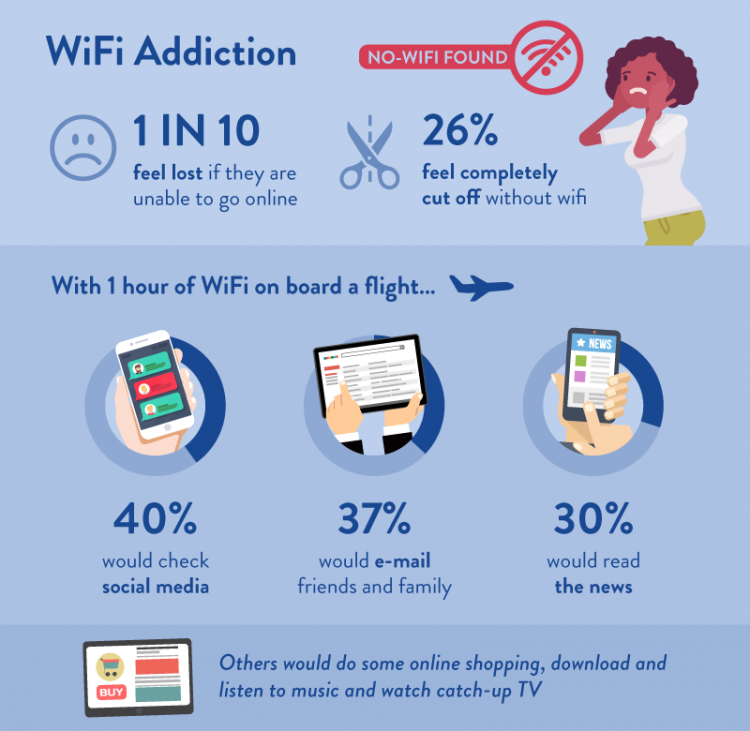 WiFi Addiction
NO-WIFI FOUND
1 IN 10
feel lost if they are
unable to go online
26%
feel completely
cut off without wifi
With 1 hour of WiFi on board a flight...
NEWS
40%
would check
social media
37%
would e-mail
friends and family
30%
would read
the news
BUY
Others would do some online shopping, download and
listen to music and watch catch-up TV